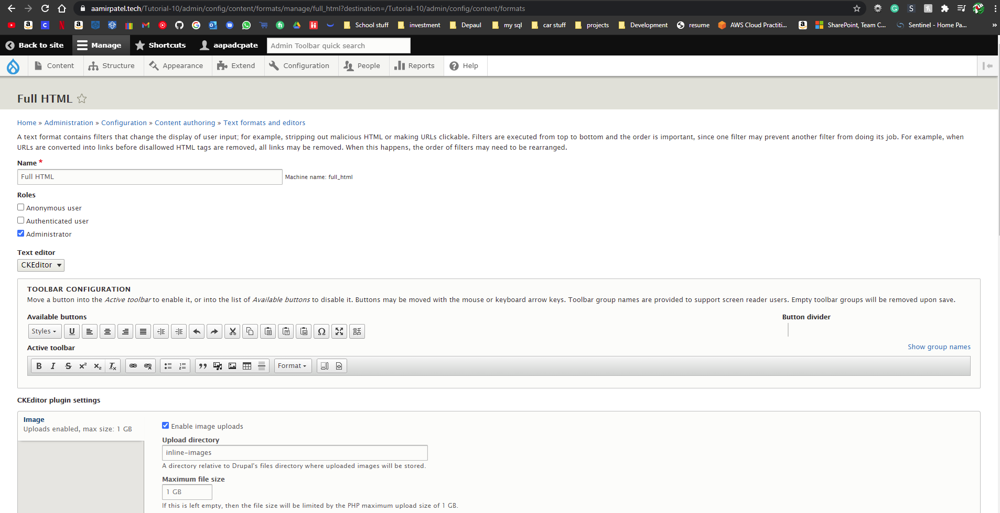 aamirpatel.tech/Tutorial-10/admin/config/content/formats/manage/full_html?destination=/Tutorial-10/admin/config/content/formats
School stuff investment Depaul my sql car stuff projects Development resume AWS Cloud Practiti... SharePoint, Team C... Sentinel - Home Pa... »
Back to site Manage Shortcuts aapadcpate Admin Toolbar quick search
Content Structure Appearance Extend Configuration People Reports Help
Full HTML
Home » Administration » Configuration » Content authoring » Text formats and editors
A text format contains filters that change the display of user input; for example, stripping out malicious HTML or making URLs clickable. Filters are executed from top to bottom and the order is important, since one filter may prevent another filter from doing its job. For example, when
URLs are converted into links before disallowed HTML tags are removed, all links may be removed. When this happens, the order of filters may need to be rearranged.
Name *
Full HTML Machine name: full_html
Roles
Anonymous user
Authenticated user
Administrator
Text editor
CKEditor
TOOLBAR CONFIGURATION
Move a button into the Active toolbar to enable it, or into the list of Available buttons to disable it. Buttons may be moved with the mouse or keyboard arrow keys. Toolbar group names are provided to support screen reader users. Empty toolbar groups will be removed upon save.
Available buttons Button divider
Styles U Ω
Active toolbar Show group names
B I S x² x₂ Tx Format
CKEditor plugin settings
Image
Uploads enabled, max size: 1 GB
Enable image uploads
Upload directory
inline-images
A directory relative to Drupal's files directory where uploaded images will be stored.
Maximum file size
1 GB
If this is left empty, then the file size will be limited by the PHP maximum upload size of 1 GB.